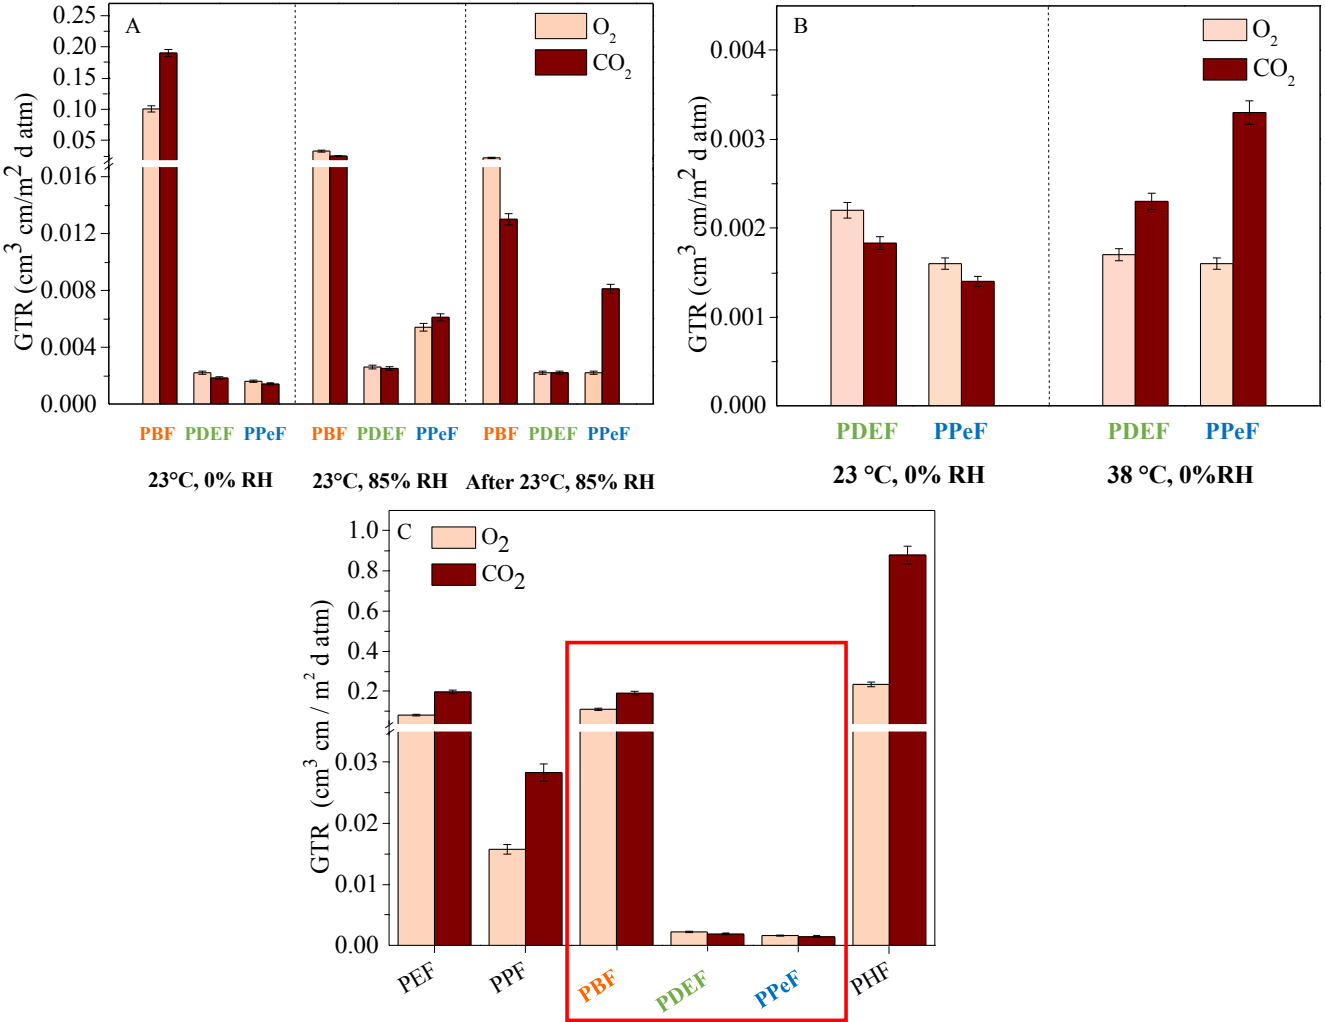 A
O2
CO2
GTR (cm3 cm/m2 d atm)
0.25
0.20
0.15
0.10
0.05
0.016
0.012
0.008
0.004
0.000
PBF PDEF PPeF PBF PDEF PPeF PBF PDEF PPeF
23°C, 0% RH 23°C, 85% RH After 23°C, 85% RH
B
O2
CO2
GTR (cm3 cm/m2 d atm)
0.004
0.003
0.002
0.001
0.000
PDEF PPeF PDEF PPeF
23 °C, 0% RH 38 °C, 0%RH
C
O2
CO2
GTR (cm3 cm / m2 d atm)
1.0
0.8
0.6
0.4
0.2
0.03
0.02
0.01
0.00
PEF PPF PBF PDEF PPeF PHF